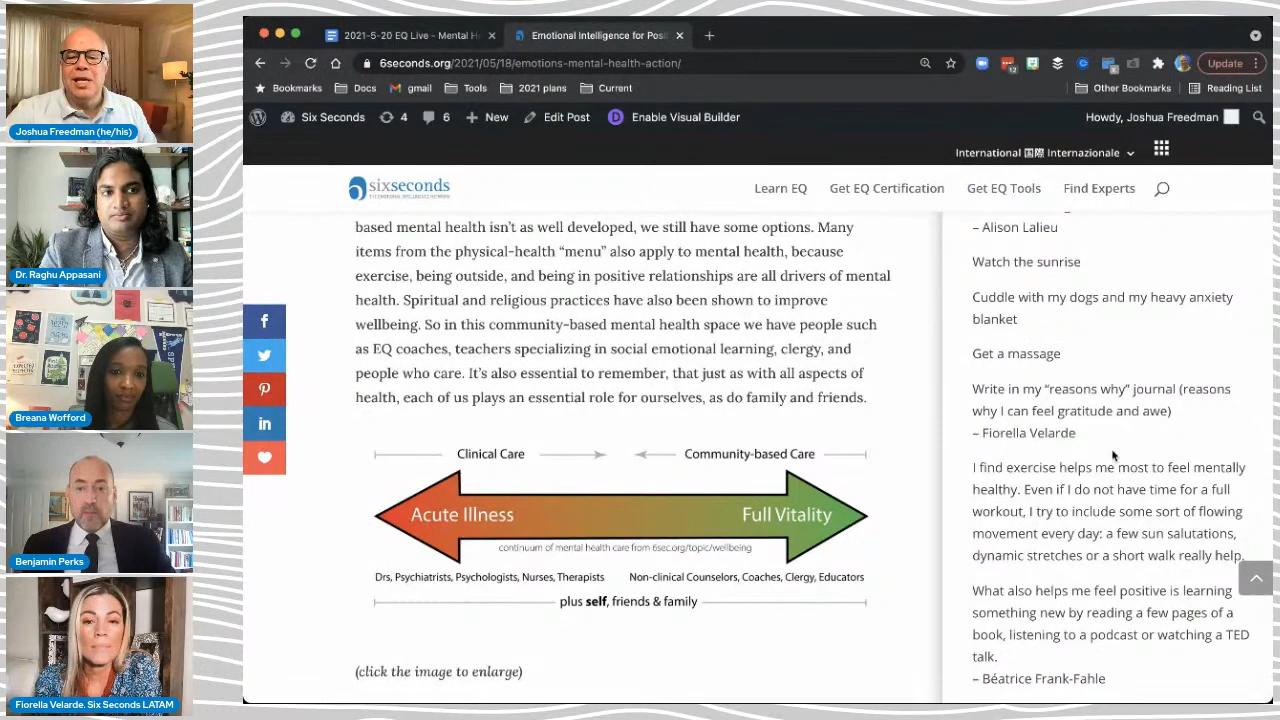 Joshua Freedman (he/his)
Dr. Raghu Appasani
Breana Wofford
Benjamin Perks
Fiorella Velarde. Six Seconds LATAM
2021-5-20 EQ Live - Mental H
Emotional Intelligence for Posi
6seconds.org/2021/05/18/emotions-mental-health-action/
Update
Bookmarks
Docs
gmail
Tools
2021 plans
Current
Other Bookmarks
Reading List
Six Seconds
4
6
New
Edit Post
Enable Visual Builder
Howdy, Joshua Freedman
International 国際 Internazionale
sixseconds
Learn EQ
Get EQ Certification
Get EQ Tools
Find Experts
based mental health isn’t as well developed, we still have some options. Many
items from the physical-health “menu” also apply to mental health, because
exercise, being outside, and being in positive relationships are all drivers of mental
health. Spiritual and religious practices have also been shown to improve
wellbeing. So in this community-based mental health space we have people such
as EQ coaches, teachers specializing in social emotional learning, clergy, and
people who care. It’s also essential to remember, that just as with all aspects of
health, each of us plays an essential role for ourselves, as do family and friends.
Clinical Care
Community-based Care
Acute Illness
Full Vitality
continuum of mental health care from 6sec.org/topic/wellbeing
Drs, Psychiatrists, Psychologists, Nurses, Therapists
Non-clinical Counselors, Coaches, Clergy, Educators
plus self, friends & family
(click the image to enlarge)
– Alison Lalieu
Watch the sunrise
Cuddle with my dogs and my heavy anxiety
blanket
Get a massage
Write in my “reasons why” journal (reasons
why I can feel gratitude and awe)
– Fiorella Velarde
I find exercise helps me most to feel mentally
healthy. Even if I do not have time for a full
workout, I try to include some sort of flowing
movement every day: a few sun salutations,
dynamic stretches or a short walk really help.
What also helps me feel positive is learning
something new by reading a few pages of a
book, listening to a podcast or watching a TED
talk.
– Béatrice Frank-Fahle